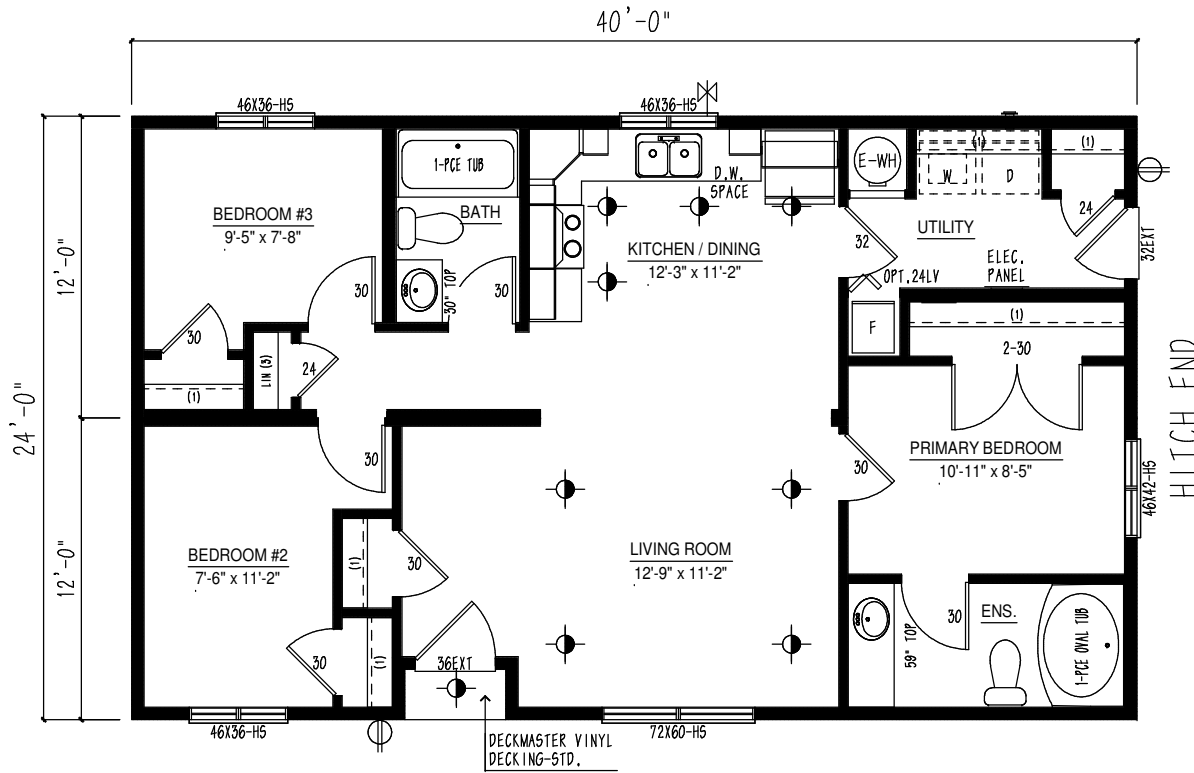 40'-0"
46X36-HS
46X36-HS
1-PCE TUB
E-WH
(1)
(1)
W
D
D.W.
SPACE
BEDROOM #3
9'-5" x 7'-8"
BATH
KITCHEN / DINING
12'-3" x 11'-2"
32
UTILITY
24
32EXT
ELEC.
PANEL
OPT.24LV
12'-0"
30
30" TOP
30
30
F
(1)
2-30
LIN (3)
24
(1)
HITCH END
24'-0"
30
30
PRIMARY BEDROOM
10'-11" x 8'-5"
46X42-HS
12'-0"
BEDROOM #2
7'-6" x 11'-2"
(1)
30
LIVING ROOM
12'-9" x 11'-2"
30
ENS.
59" TOP
1-PCE OVAL TUB
30
(1)
36EXT
46X36-HS
72X60-HS
DECKMASTER VINYL
DECKING-STD.